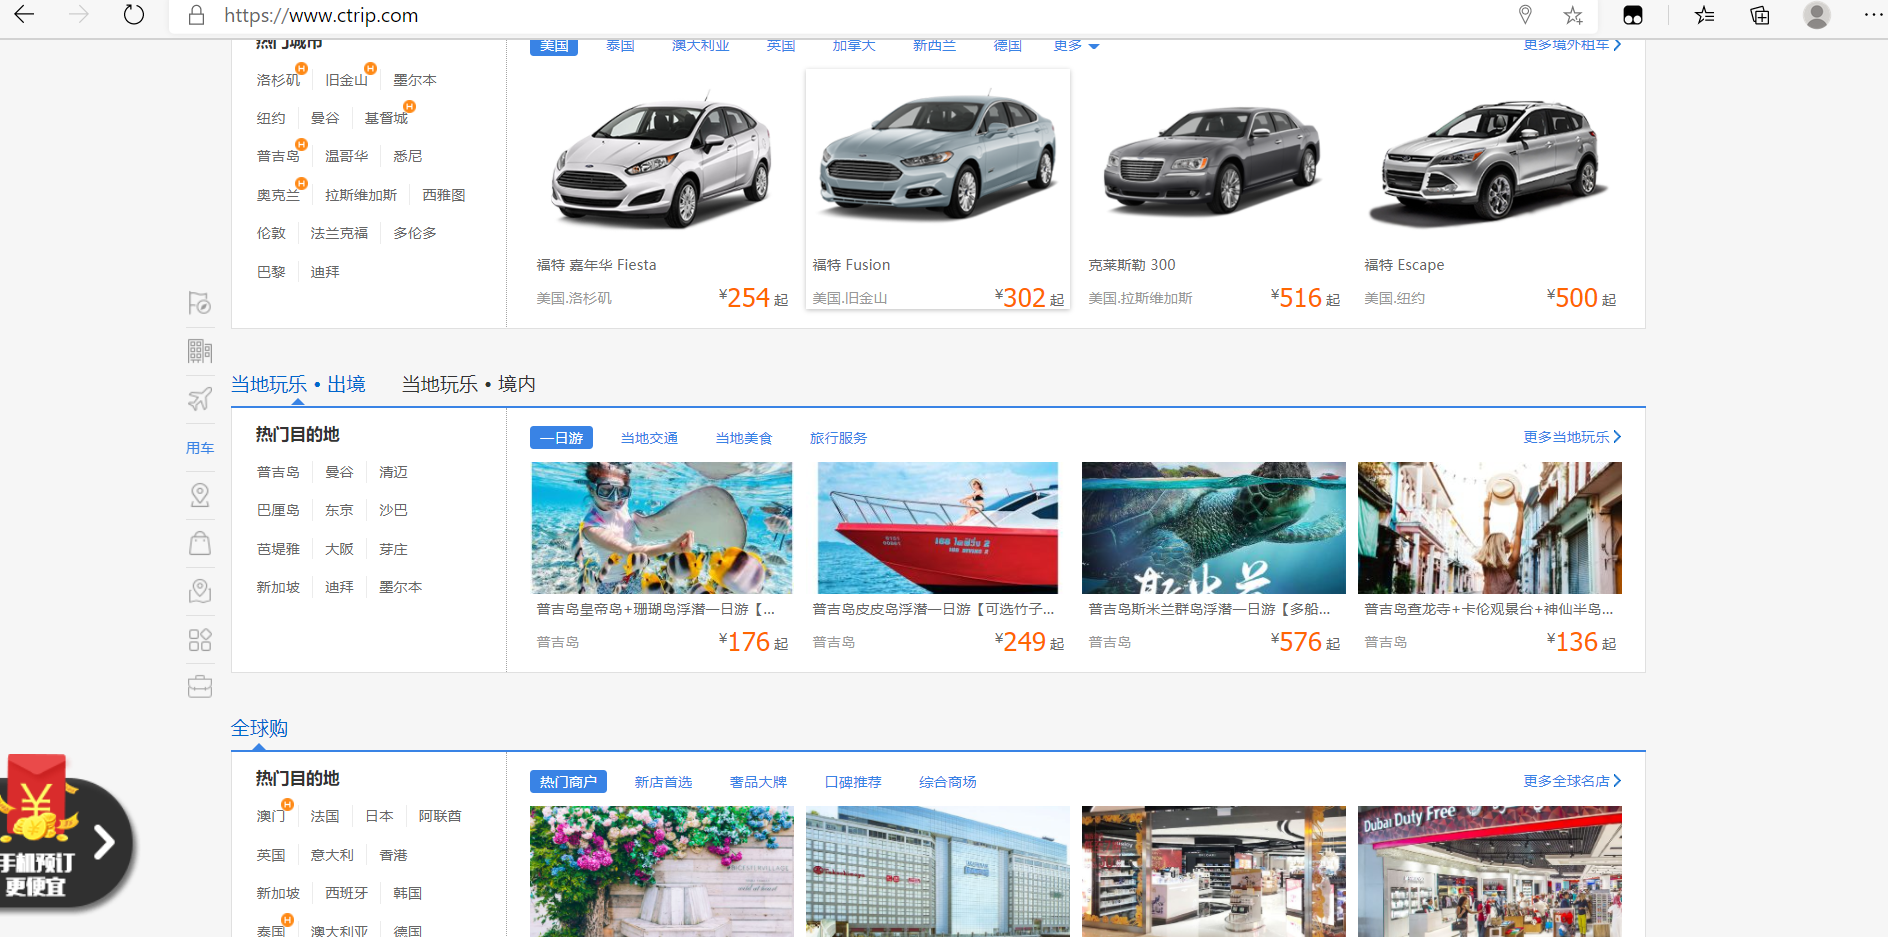 https://www.ctrip.com
热门城市
美国 泰国 澳大利亚 英国 加拿大 新西兰 德国 更多
更多境外租车
洛杉矶 H 旧金山 H 墨尔本
纽约 曼谷 基督城 H
普吉岛 H 温哥华 悉尼
奥克兰 H 拉斯维加斯 西雅图
伦敦 法兰克福 多伦多
巴黎 迪拜
福特 嘉年华 Fiesta
美国.洛杉矶 ¥254 起
福特 Fusion
美国.旧金山 ¥302 起
克莱斯勒 300
美国.拉斯维加斯 ¥516 起
福特 Escape
美国.纽约 ¥500 起
用车
当地玩乐 • 出境 当地玩乐 • 境内
热门目的地
普吉岛 曼谷 清迈
巴厘岛 东京 沙巴
芭堤雅 大阪 芽庄
新加坡 迪拜 墨尔本
一日游 当地交通 当地美食 旅行服务
更多当地玩乐
斯米兰
普吉岛皇帝岛+珊瑚岛浮潜一日游【...
普吉岛 ¥176 起
普吉岛皮皮岛浮潜一日游【可选竹子...
普吉岛 ¥249 起
普吉岛斯米兰群岛浮潜一日游【多船...
普吉岛 ¥576 起
普吉岛查龙寺+卡伦观景台+神仙半岛...
普吉岛 ¥136 起
全球购
热门目的地
澳门 H 法国 日本 阿联酋
英国 意大利 香港
新加坡 西班牙 韩国
泰国 H 澳大利亚 德国
热门商户 新店首选 奢品大牌 口碑推荐 综合商场
更多全球名店
Dubai Duty Free
¥
手机预订
更便宜